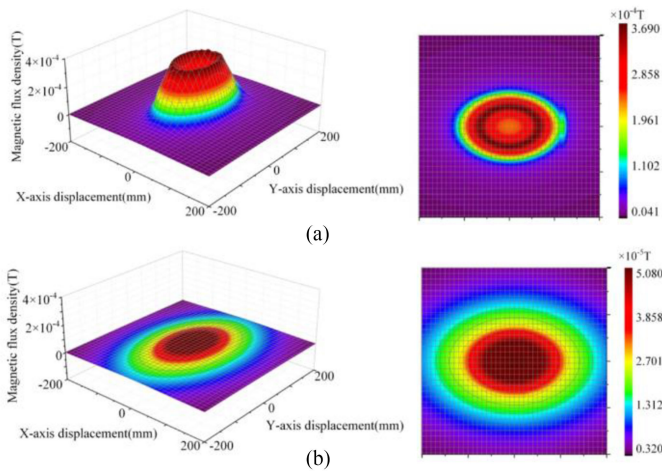 Magnetic flux density(T)
4×10⁻⁴
2×10⁻⁴
0
-200
0
200
-200
200
X-axis displacement(mm)
Y-axis displacement(mm)
×10⁻⁴T
3.690
2.858
1.961
1.102
0.041
(a)
Magnetic flux density(T)
4×10⁻⁴
2×10⁻⁴
0
-200
0
200
-200
0
200
X-axis displacement(mm)
Y-axis displacement(mm)
×10⁻⁵T
5.080
3.858
2.701
1.312
0.320
(b)